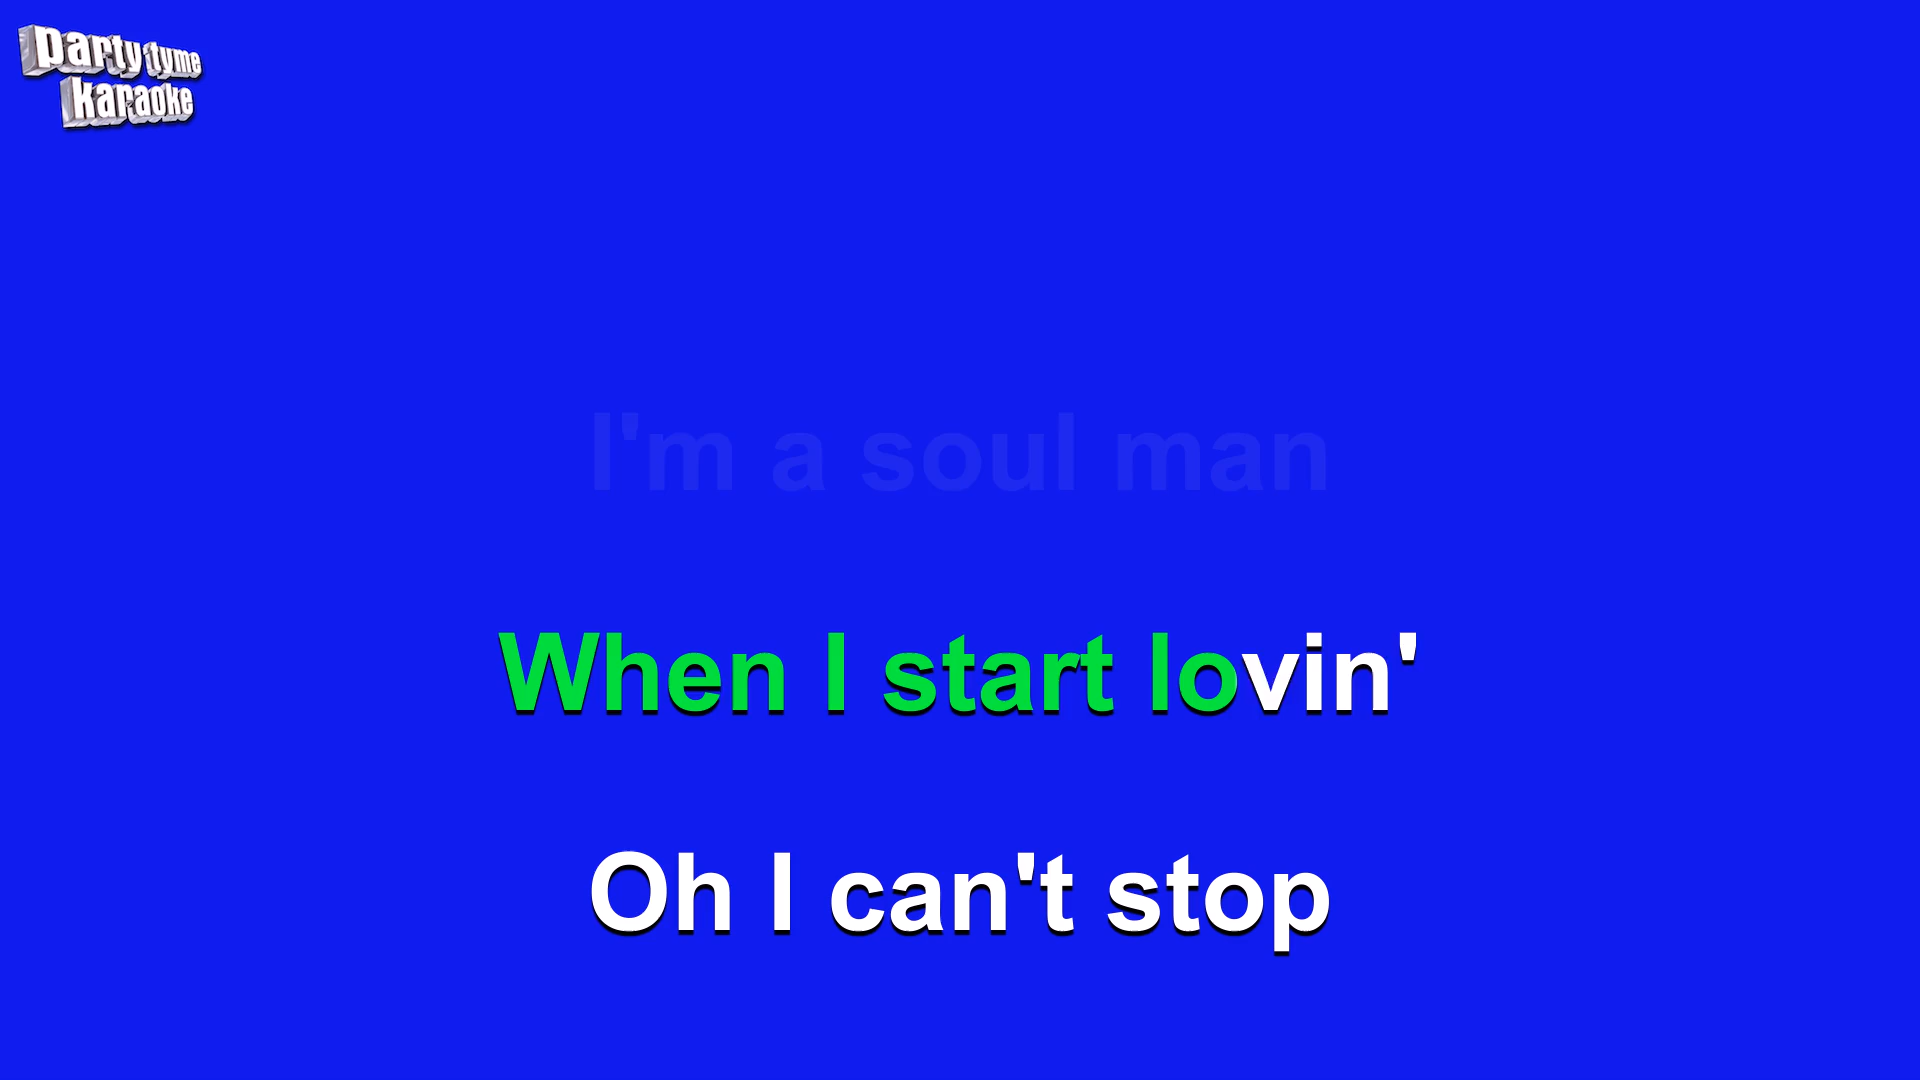 party tyme
karaoke
I'm a soul man
When I start lovin'
Oh I can't stop